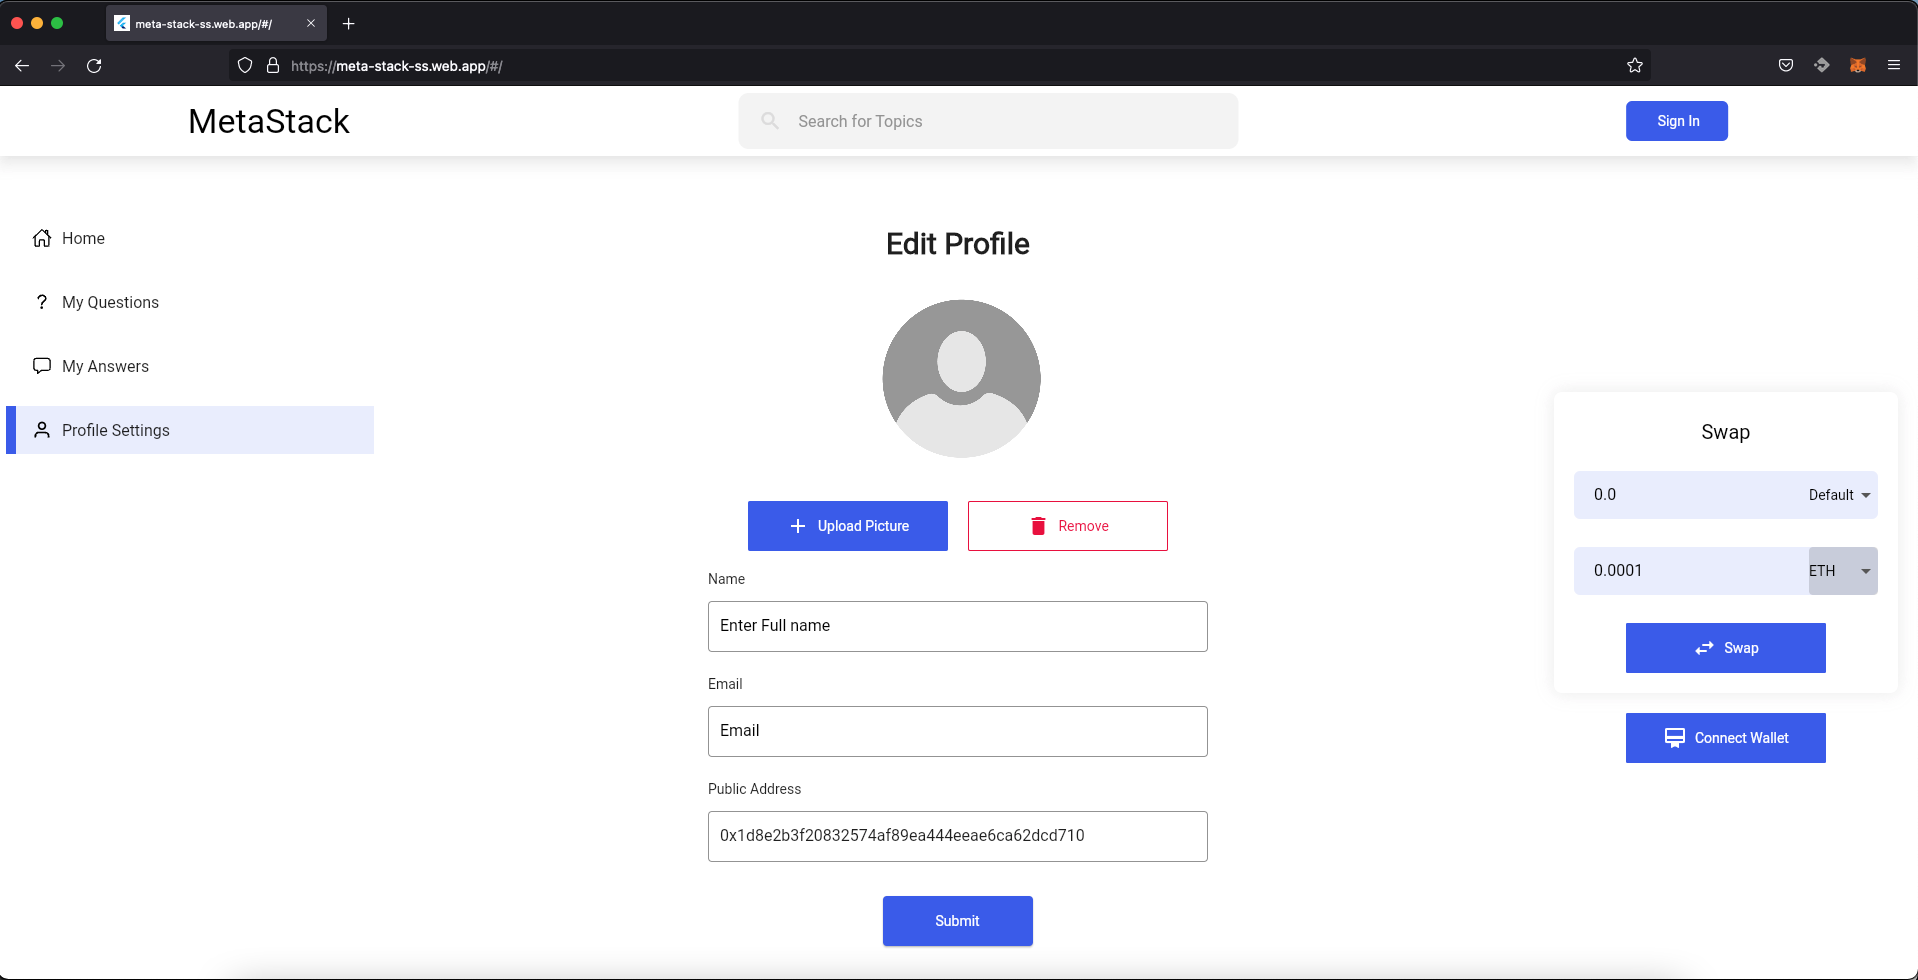 meta-stack-ss.web.app/#/
https://meta-stack-ss.web.app/#/
MetaStack
Search for Topics
Sign In
Home
My Questions
My Answers
Profile Settings
Edit Profile
Upload Picture
Remove
Name
Enter Full name
Email
Email
Public Address
0x1d8e2b3f20832574af89ea444eeae6ca62dcd710
Submit
Swap
0.0 Default
0.0001 ETH
Swap
Connect Wallet